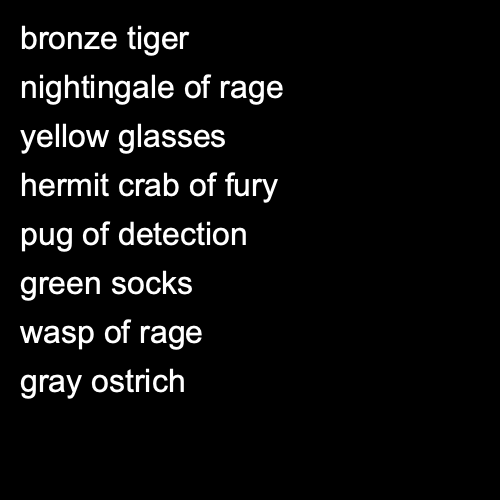 bronze tiger
nightingale of rage
yellow glasses
hermit crab of fury
pug of detection
green socks
wasp of rage
gray ostrich